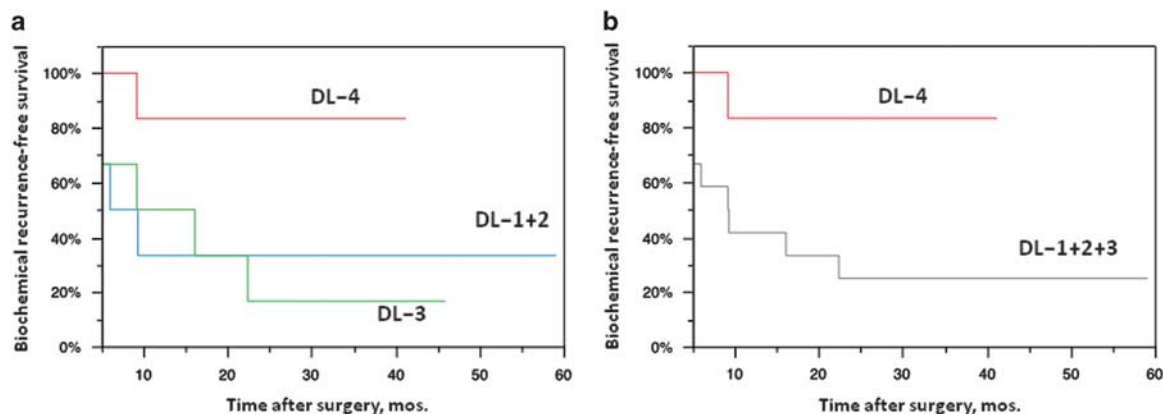 a
Biochemical recurrence-free survival
100%
80%
60%
40%
20%
0%
DL-4
DL-1+2
DL-3
10 20 30 40 50 60
Time after surgery, mos.
b
Biochemical recurrence-free survival
100%
80%
60%
40%
20%
0%
DL-4
DL-1+2+3
10 20 30 40 50 60
Time after surgery, mos.